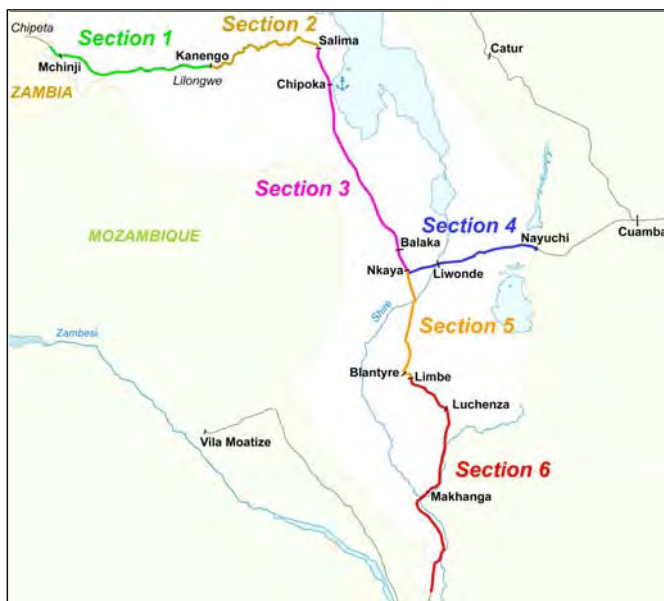 Chipeta
Section 1
Section 2
Salima
Kanengo
Catur
Mchinji
Lilongwe
ZAMBIA
Chipoka
Section 3
Section 4
MOZAMBIQUE
Balaka
Nayuchi
Cuamba
Nkaya
Liwonde
Shire
Zambesi
Section 5
Blantyre
Limbe
Luchenza
Vila Moatize
Section 6
Makhanga